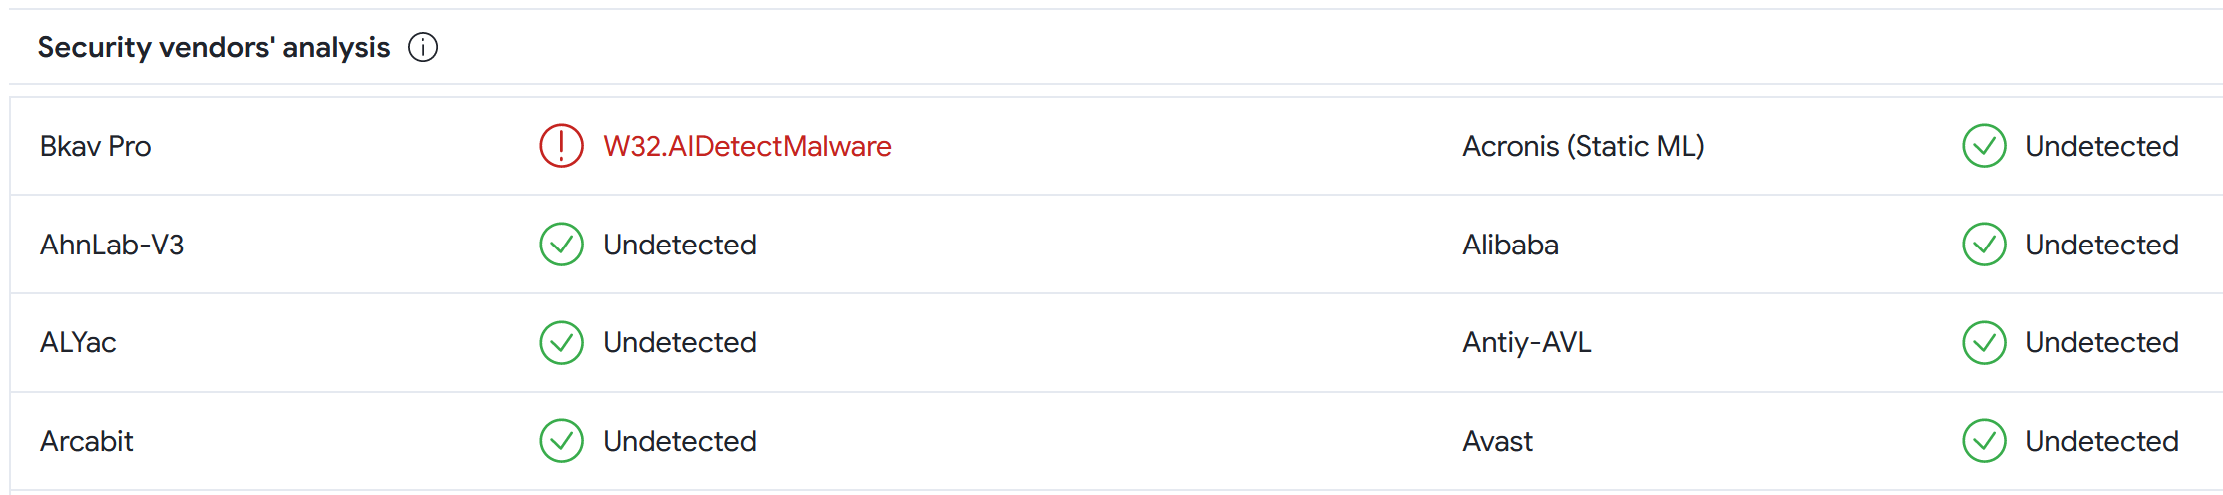 Security vendors' analysis
Bkav Pro W32.AIDetectMalware Acronis (Static ML) Undetected
AhnLab-V3 Undetected Alibaba Undetected
ALYac Undetected Antiy-AVL Undetected
Arcabit Undetected Avast Undetected